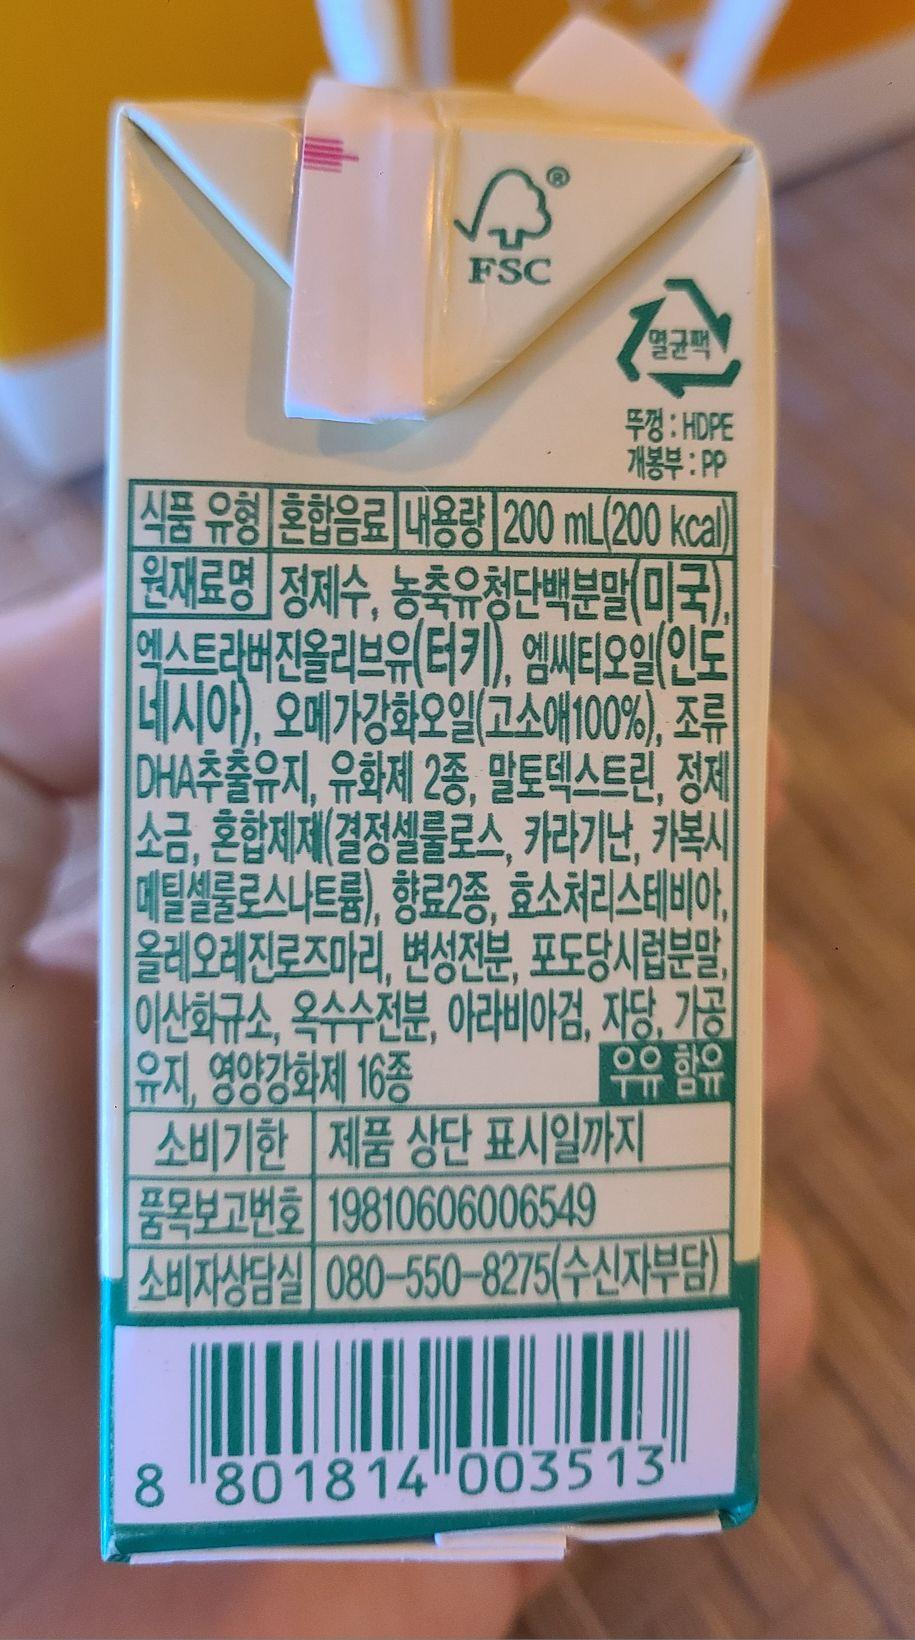 FSC
®
멸균팩
뚜껑 : HDPE
개봉부 : PP
식품 유형 혼합음료 내용량 200 mL(200 kcal)
원재료명 정제수, 농축유청단백분말(미국),
엑스트라버진올리브유(터키), 엠씨티오일(인도
네시아), 오메가강화오일(고소애100%), 조류
DHA추출유지, 유화제 2종, 말토덱스트린, 정제
소금, 혼합제제(결정셀룰로스, 카라기난, 카복시
메틸셀룰로스나트륨), 향료2종, 효소처리스테비아,
올레오레진로즈마리, 변성전분, 포도당시럽분말,
이산화규소, 옥수수전분, 아라비아검, 자당, 가공
유지, 영양강화제 16종 우유 함유
소비기한 제품 상단 표시일까지
품목보고번호 19810606006549
소비자상담실 080-550-8275(수신자부담)
8 801814 003513